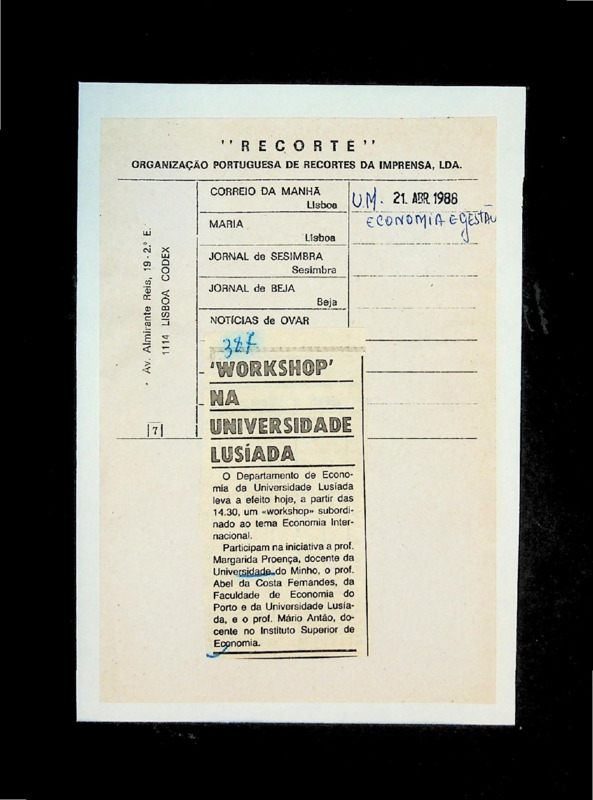 "RECORTE"
ORGANIZAÇÃO PORTUGUESA DE RECORTES DA IMPRENSA, LDA.
Av. Almirante Reis, 19 - 2.º E.
1114 LISBOA CODEX
|7|
CORREIO DA MANHÃ
Lisboa
MARIA
Lisboa
JORNAL de SESIMBRA
Sesimbra
JORNAL de BEJA
Beja
NOTÍCIAS de OVAR
U.M. 21. ABR. 1988
ECONOMIA E GESTÃO
387
'WORKSHOP'
NA
UNIVERSIDADE
LUSÍADA
O Departamento de Econo-
mia da Universidade Lusíada
leva a efeito hoje, a partir das
14.30, um «workshop» subordi-
nado ao tema Economia Inter-
nacional.
Participam na iniciativa a prof.
Margarida Proença, docente da
Universidade do Minho, o prof.
Abel da Costa Fernandes, da
Faculdade de Economia do
Porto e da Universidade Lusía-
da, e o prof. Mário Antão, do-
cente no Instituto Superior de
Economia.